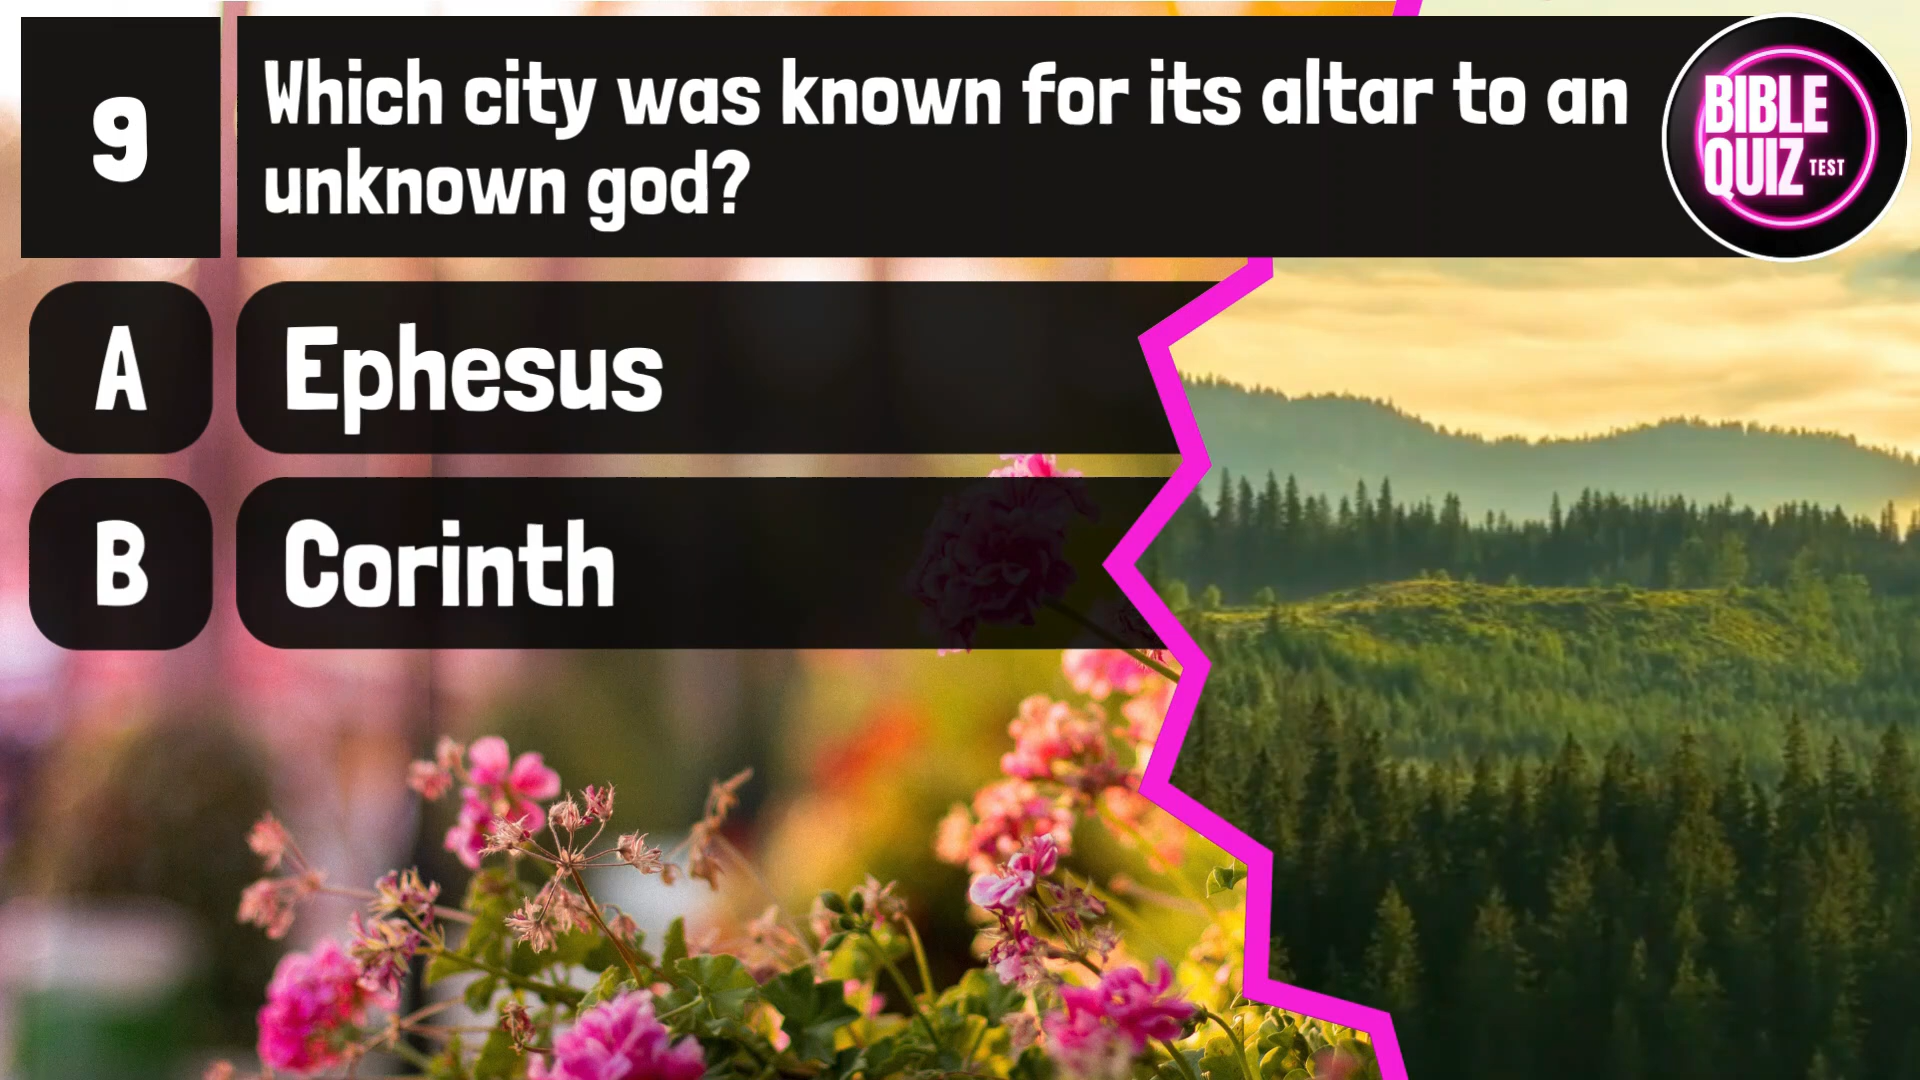 9
Which city was known for its altar to an
unknown god?
BIBLE
QUIZ TEST
A
Ephesus
B
Corinth